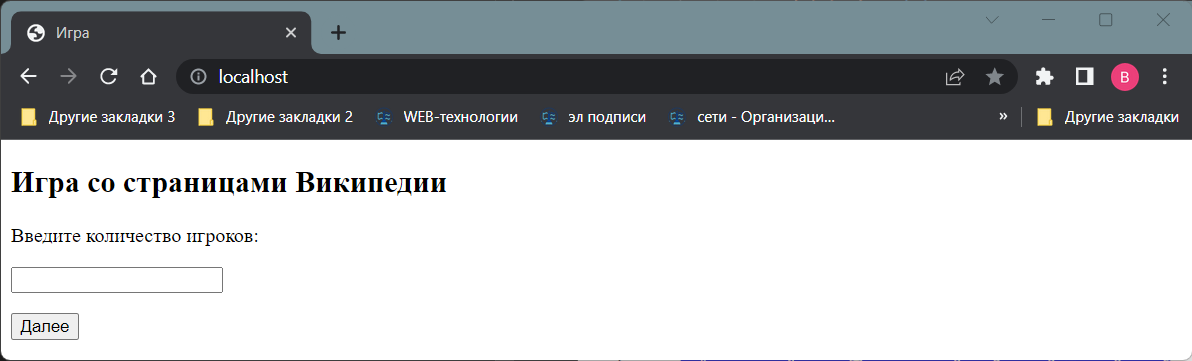 Игра
localhost
В
Другие закладки 3 Другие закладки 2 WEB-технологии эл подписи сети - Организаци... » Другие закладки
Игра со страницами Википедии
Введите количество игроков:
Далее